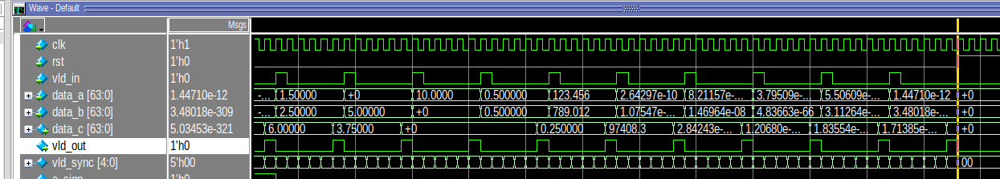 Wave - Default
Msgs
clk 1'h1
rst 1'h0
vld_in 1'h0
data_a [63:0] 1.44710e-12 -... 1.50000 +0 10.0000 0.500000 123.456 2.64297e-10 8.21157e-... 3.79509e-... 5.50609e-... 1.44710e-12 +0
data_b [63:0] 3.48018e-309 -... 2.50000 5.00000 +0 0.500000 789.012 1.07547e-... 1.46964e-08 4.83663e-66 3.11264e-... 3.48018e-... +0
data_c [63:0] 5.03453e-321 6.00000 3.75000 +0 0.250000 97408.3 2.84243e-... 1.20680e-... 1.83554e-... 1.71385e-... +0
vld_out 1'h0
vld_sync [4:0] 5'h00 00